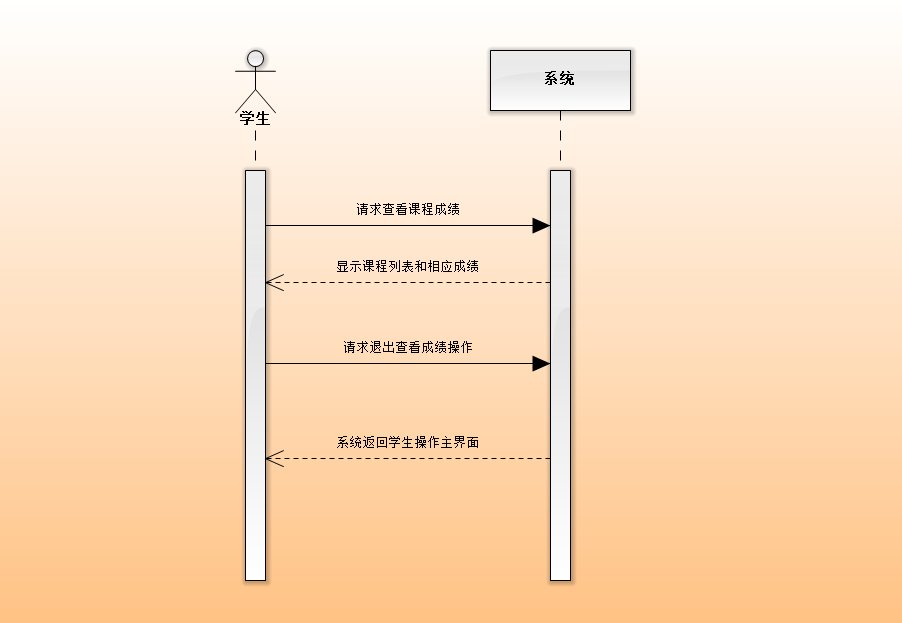 学生
系统
请求查看课程成绩
显示课程列表和相应成绩
请求退出查看成绩操作
系统返回学生操作主界面